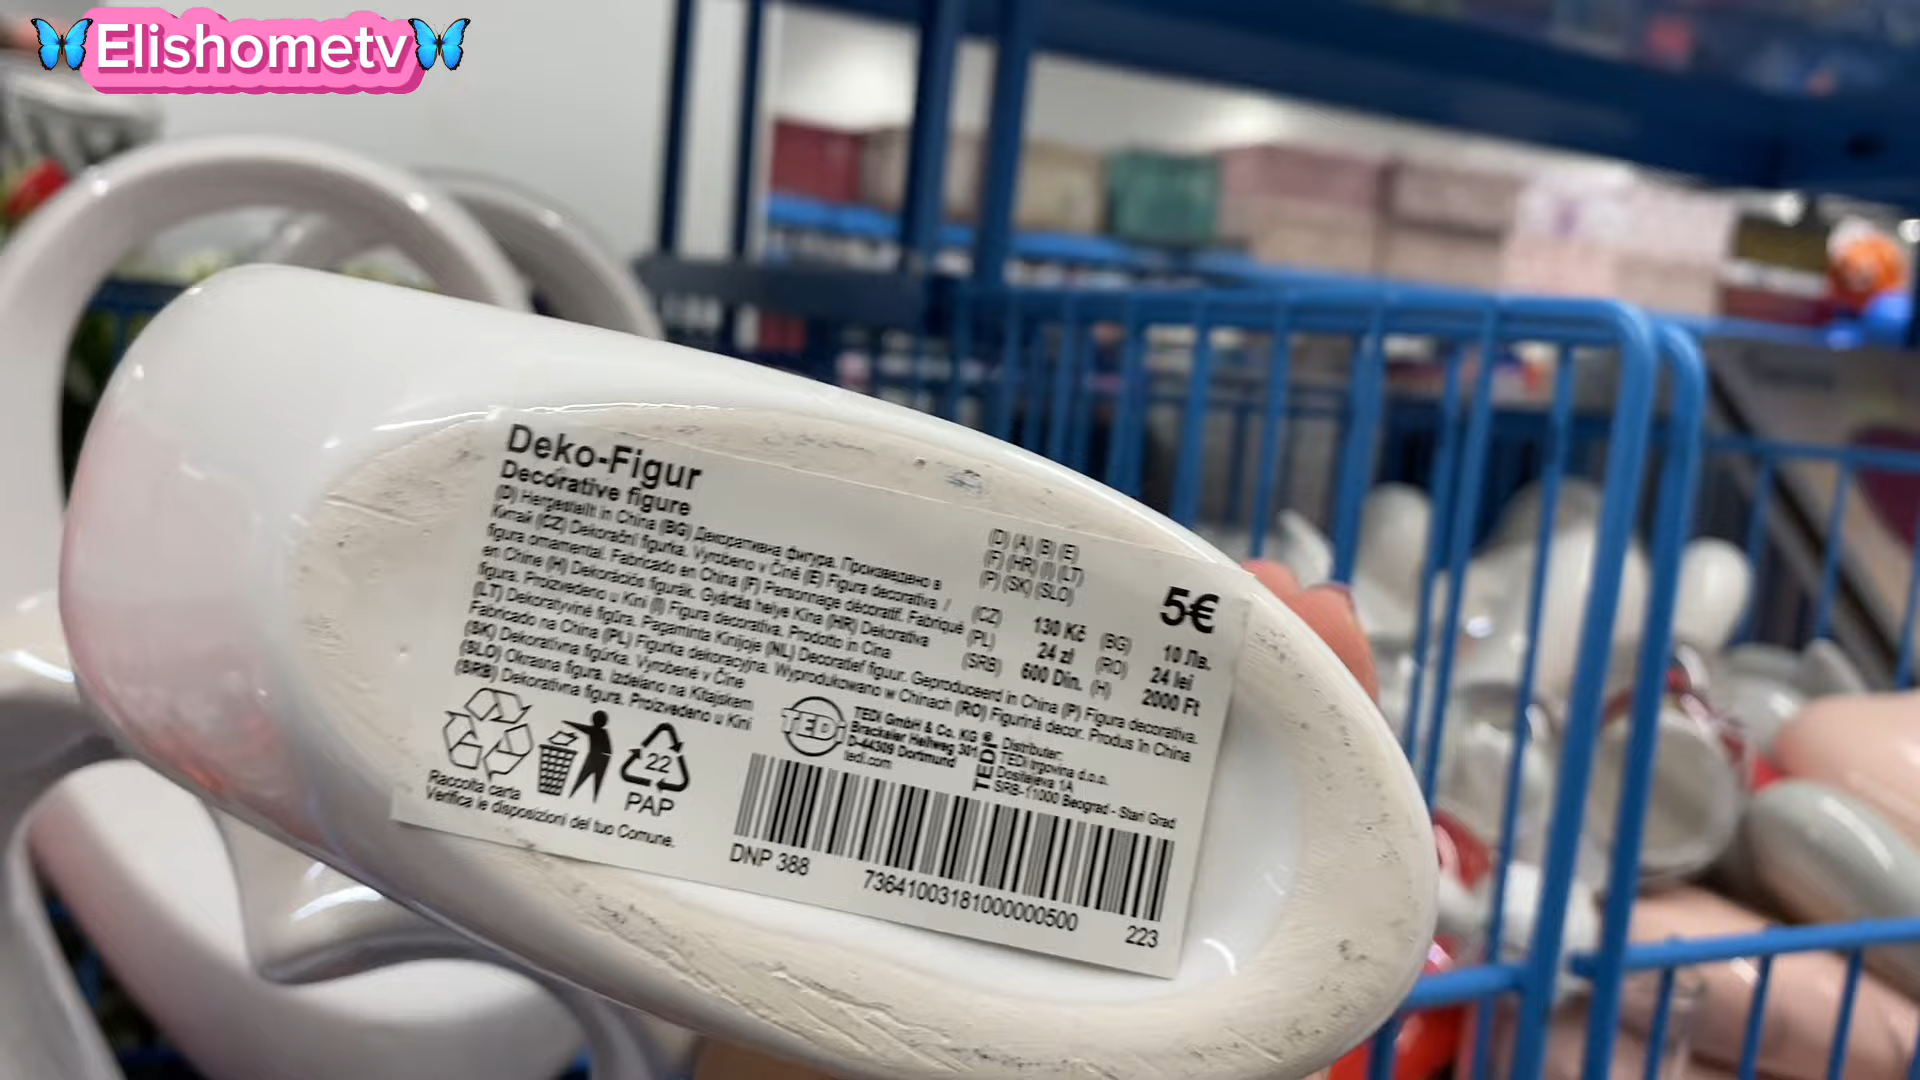 Elishometv
Deko-Figur
Decorative figure
(D) Hergestellt in China (BG) Декоративна фигура. Произведено в
Китай (CZ) Dekorační figurka. Vyrobeno v Číně (E) Figura decorativa /
figura ornamental. Fabricado en China (F) Personnage décoratif. Fabriqué
en Chine (H) Dekorációs figurák. Gyártás helye Kína (HR) Dekorativna
figura. Proizvedeno u Kini (I) Figura decorativa. Prodotto in Cina
(LT) Dekoratyvinė figūra. Pagaminta Kinijoje (NL) Decoratief figuur. Geproduceerd in China (P) Figura decorativa.
Fabricado na China (PL) Figurka dekoracyjna. Wyprodukowano w Chinach (RO) Figurină decor. Produs în China
(SK) Dekoratívna figúrka. Vyrobené v Číne
(SLO) Okrasna figura. Izdelano na Kitajskem
(SRB) Dekorativna figura. Proizvedeno u Kini
(D) (A) (B) (E)
(F) (HR) (I) (LT)
(P) (SK) (SLO)
5€
(CZ) 130 Kč (BG) 10 Лв.
(PL) 24 zł (RO) 24 lei
(SRB) 600 Din. (H) 2000 Ft
TEDi
TEDi GmbH & Co. KG
Brackeler Hellweg 301
D-44309 Dortmund
tedi.com
TEDi
Distributer:
TEDi trgovina d.o.o.
Dositejeva 1A
SRB-11000 Beograd - Stari Grad
22
PAP
Raccolta carta
Verifica le disposizioni del tuo Comune.
DNP 388
73641003181000000500
223